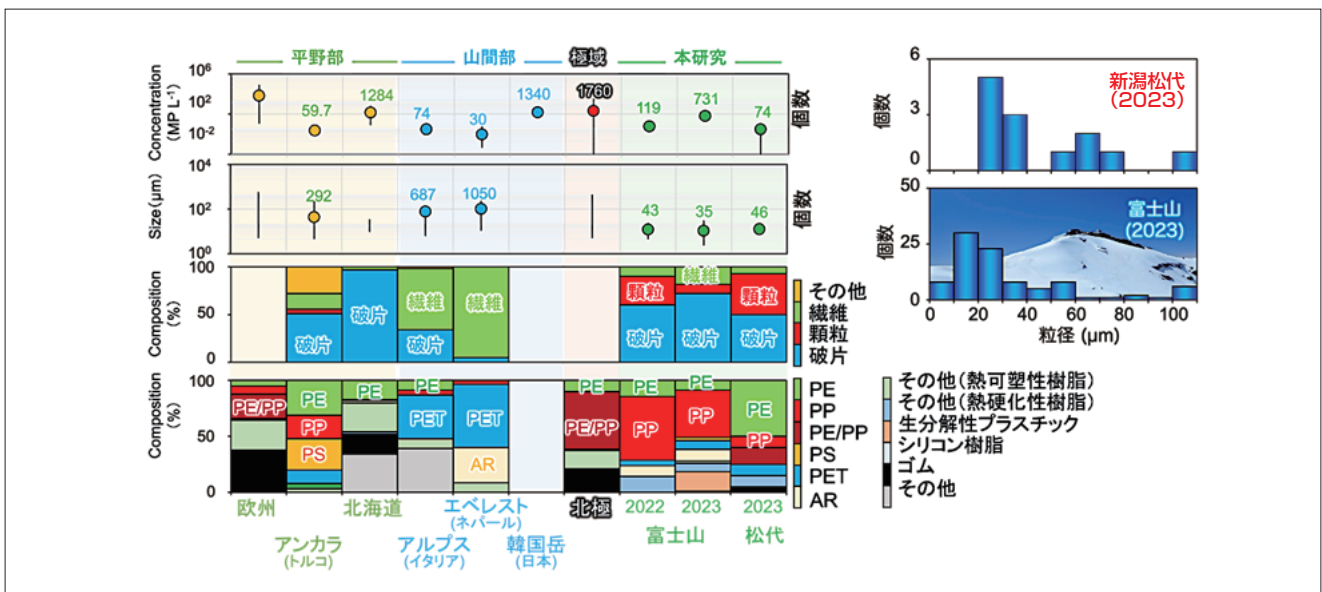 平野部
山間部
極域
本研究
Concentration
(MP L⁻¹)
10⁶
10²
10⁻²
59.7
1284
74
30
1340
1760
119
731
74
個数
Size(μm)
10⁴
10²
10⁰
292
687
1050
43
35
46
個数
Composition
(%)
100
50
0
破片
破片
繊維
破片
繊維
顆粒
破片
繊維
破片
顆粒
破片
その他
繊維
顆粒
破片
Composition
(%)
100
50
0
PE/PP
PE
PP
PS
PE
PE
PET
PET
AR
PE
PE/PP
PE
PP
PE
PP
PE
PP
PE
PP
PE/PP
PS
PET
AR
その他(熱可塑性樹脂)
その他(熱硬化性樹脂)
生分解性プラスチック
シリコン樹脂
ゴム
その他
欧州
アンカラ
(トルコ)
北海道
アルプス
(イタリア)
エベレスト
(ネパール)
韓国岳
(日本)
北極
2022
2023
富士山
2023
松代
個数
6
3
0
新潟松代
(2023)
個数
50
25
0
富士山
(2023)
0
20
40
60
80
100
粒径 (μm)